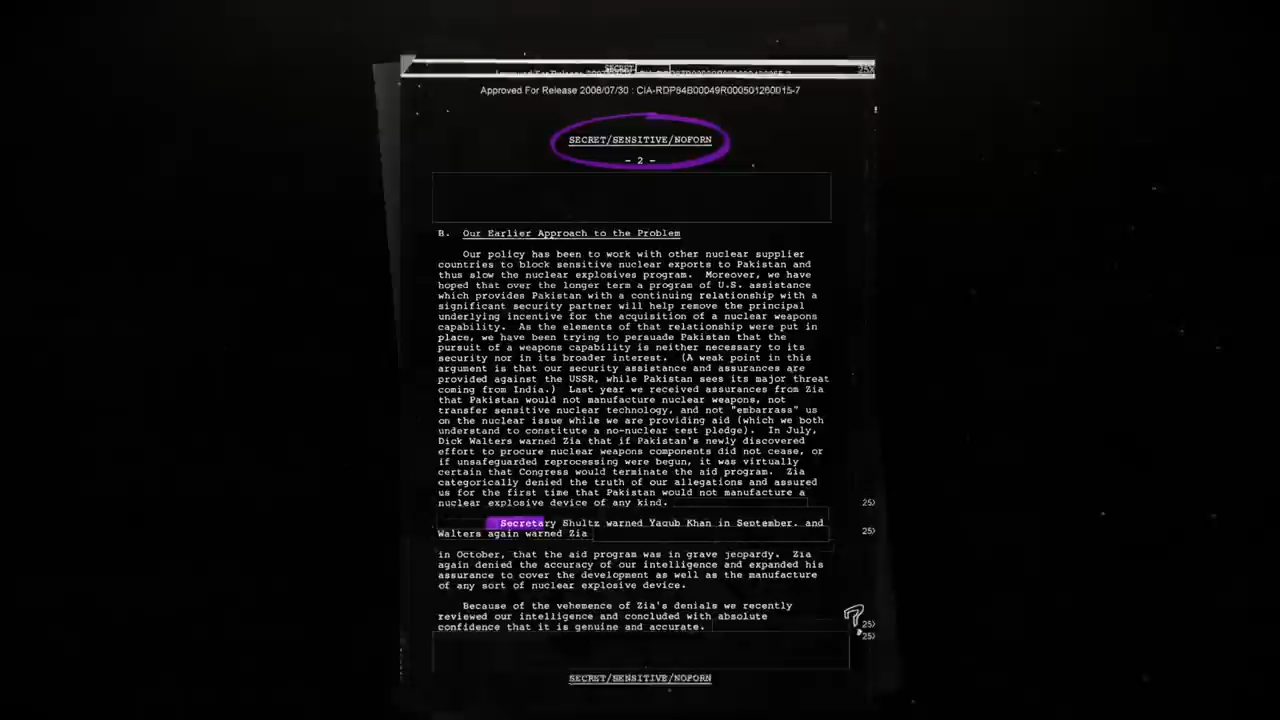 SECRET
25X
Approved For Release 2008/07/30 : CIA-RDP84B00049R000501260015-7
SECRET/SENSITIVE/NOFORN
- 2 -
B. Our Earlier Approach to the Problem
Our policy has been to work with other nuclear supplier
countries to block sensitive nuclear exports to Pakistan and
thus slow the nuclear explosives program. Moreover, we have
hoped that over the longer term a program of U.S. assistance
which provides Pakistan with a continuing relationship with a
significant security partner will help remove the principal
underlying incentive for the acquisition of a nuclear weapons
capability. As the elements of that relationship were put in
place, we have been trying to persuade Pakistan that the
pursuit of a weapons capability is neither necessary to its
security nor in its broader interest. (A weak point in this
argument is that our security assistance and assurances are
provided against the USSR, while Pakistan sees its major threat
coming from India.) Last year we received assurances from Zia
that Pakistan would not manufacture nuclear weapons, not
transfer sensitive nuclear technology, and not "embarrass" us
on the nuclear issue while we are providing aid (which we both
understand to constitute a no-nuclear test pledge). In July,
Dick Walters warned Zia that if Pakistan's newly discovered
effort to procure nuclear weapons components did not cease, or
if unsafeguarded reprocessing were begun, it was virtually
certain that Congress would terminate the aid program. Zia
categorically denied the truth of our allegations and assured
us for the first time that Pakistan would not manufacture a
nuclear explosive device of any kind.
25X
Secretary Shultz warned Yaqub Khan in September, and
Walters again warned Zia
25X
in October, that the aid program was in grave jeopardy. Zia
again denied the accuracy of our intelligence and expanded his
assurance to cover the development as well as the manufacture
of any sort of nuclear explosive device.
Because of the vehemence of Zia's denials we recently
reviewed our intelligence and concluded with absolute
confidence that it is genuine and accurate.
?
25X
25X
SECRET/SENSITIVE/NOFORN